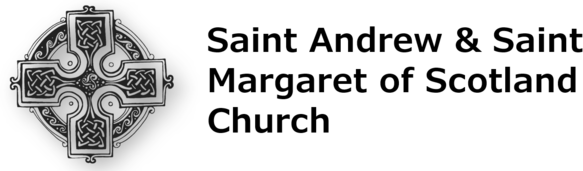 Saint Andrew & Saint
Margaret of Scotland
Church